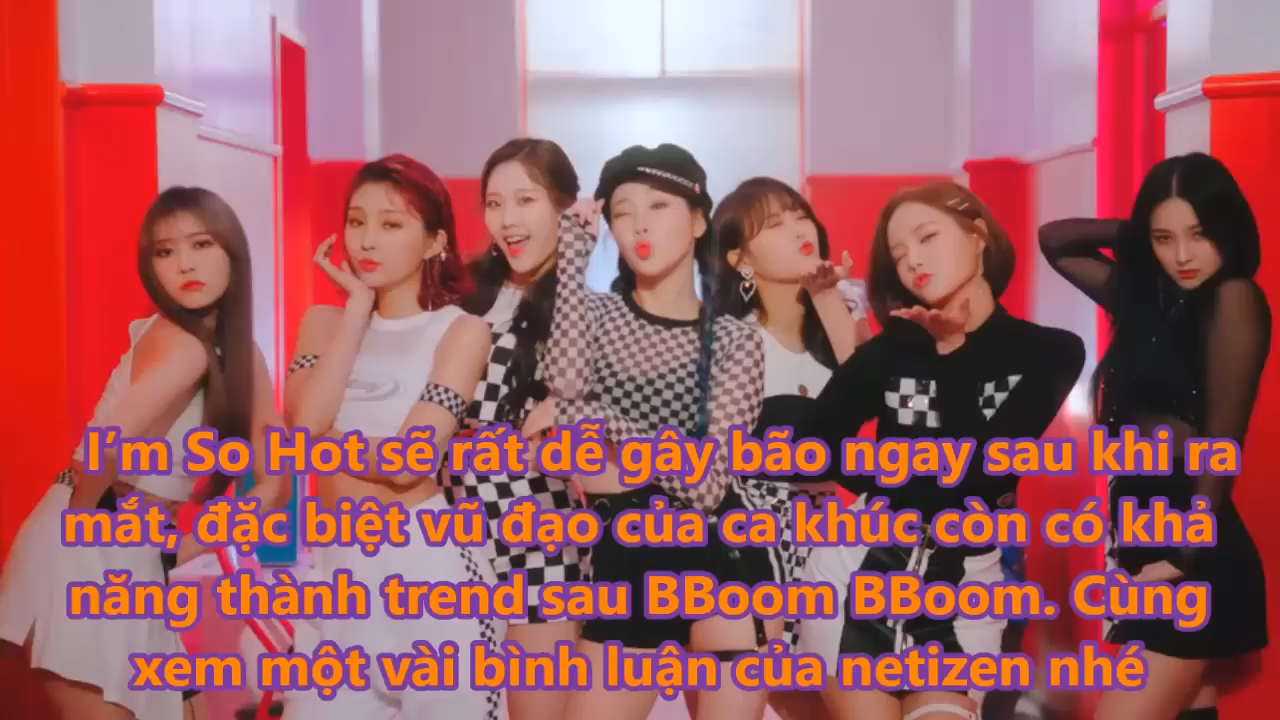 I’m So Hot sẽ rất dễ gây bão ngay sau khi ra
mắt, đặc biệt vũ đạo của ca khúc còn có khả
năng thành trend sau BBoom BBoom. Cùng
xem một vài bình luận của netizen nhé